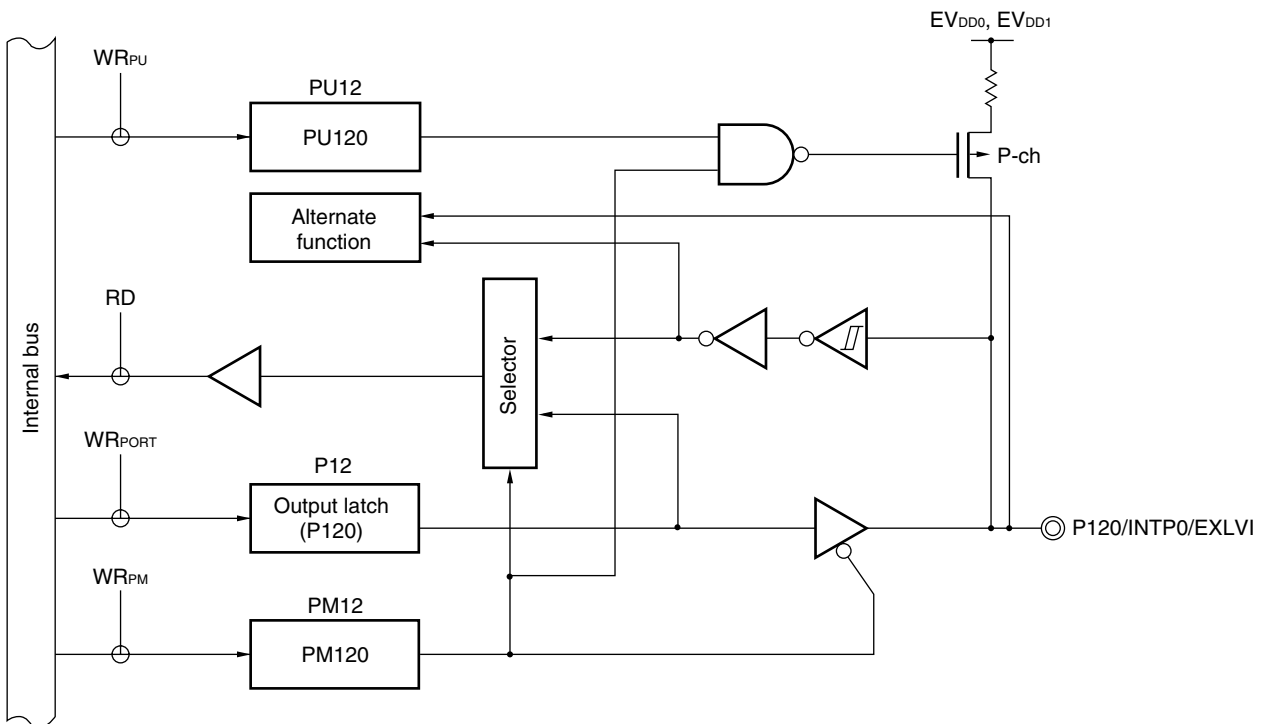 EVDD0, EVDD1
WRPU
PU12
PU120
P-ch
Alternate
function
RD
Selector
Internal bus
WRPORT
P12
Output latch
(P120)
P120/INTP0/EXLVI
WRPM
PM12
PM120